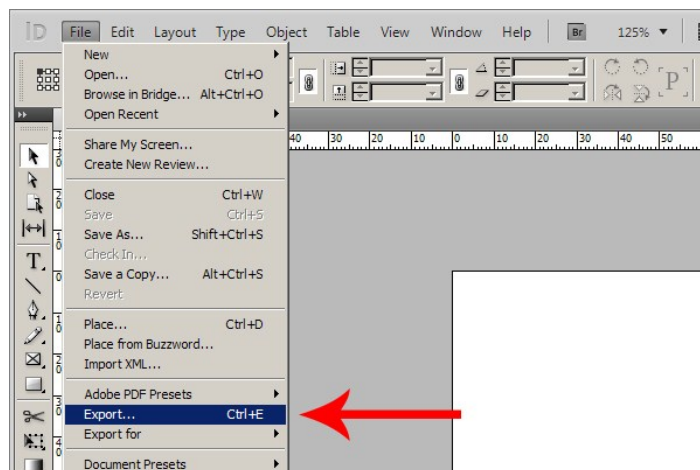 ID File Edit Layout Type Object Table View Window Help Br 125%
New
Open... Ctrl+O
Browse in Bridge... Alt+Ctrl+O
Open Recent
Share My Screen...
Create New Review...
Close Ctrl+W
Save Ctrl+S
Save As... Shift+Ctrl+S
Check In...
Save a Copy... Alt+Ctrl+S
Revert
Place... Ctrl+D
Place from Buzzword...
Import XML...
Adobe PDF Presets
Export... Ctrl+E
Export for
Document Presets
40 30 20 10 0 10 20 30 40 50
T
P